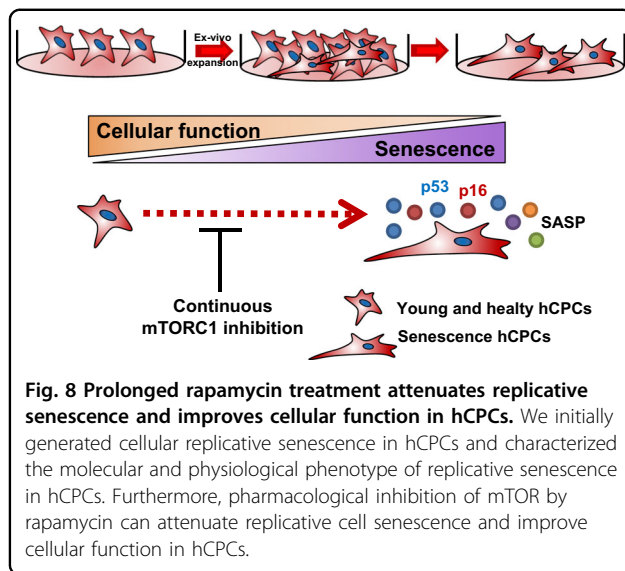 Ex-vivo
expansion
Cellular function
Senescence
p53 p16
SASP
Continuous
mTORC1 inhibition
Young and healty hCPCs
Senescence hCPCs
Fig. 8 Prolonged rapamycin treatment attenuates replicative
senescence and improves cellular function in hCPCs. We initially
generated cellular replicative senescence in hCPCs and characterized
the molecular and physiological phenotype of replicative senescence
in hCPCs. Furthermore, pharmacological inhibition of mTOR by
rapamycin can attenuate replicative cell senescence and improve
cellular function in hCPCs.